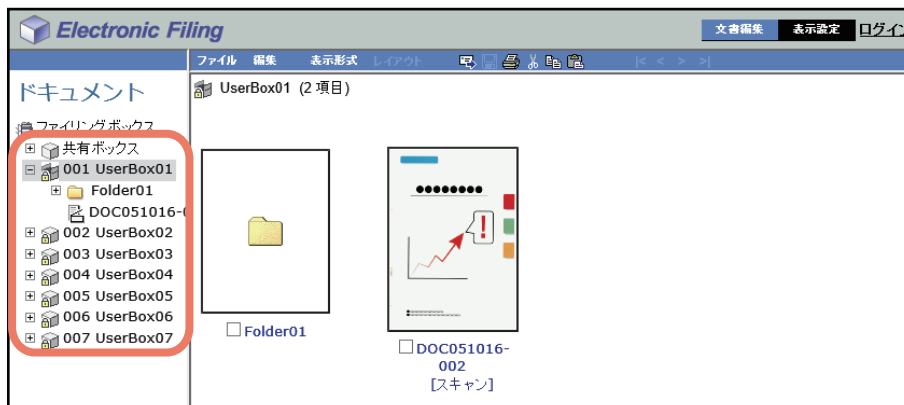 Electronic Filing
文書編集 表示設定 ログイン
ファイル 編集 表示形式 レイアウト |< < > >|
ドキュメント
UserBox01 (2 項目)
ファイリングボックス
共有ボックス
001 UserBox01
Folder01
DOC051016-
002 UserBox02
003 UserBox03
004 UserBox04
005 UserBox05
006 UserBox06
007 UserBox07
!
Folder01
DOC051016-
002
[スキャン]